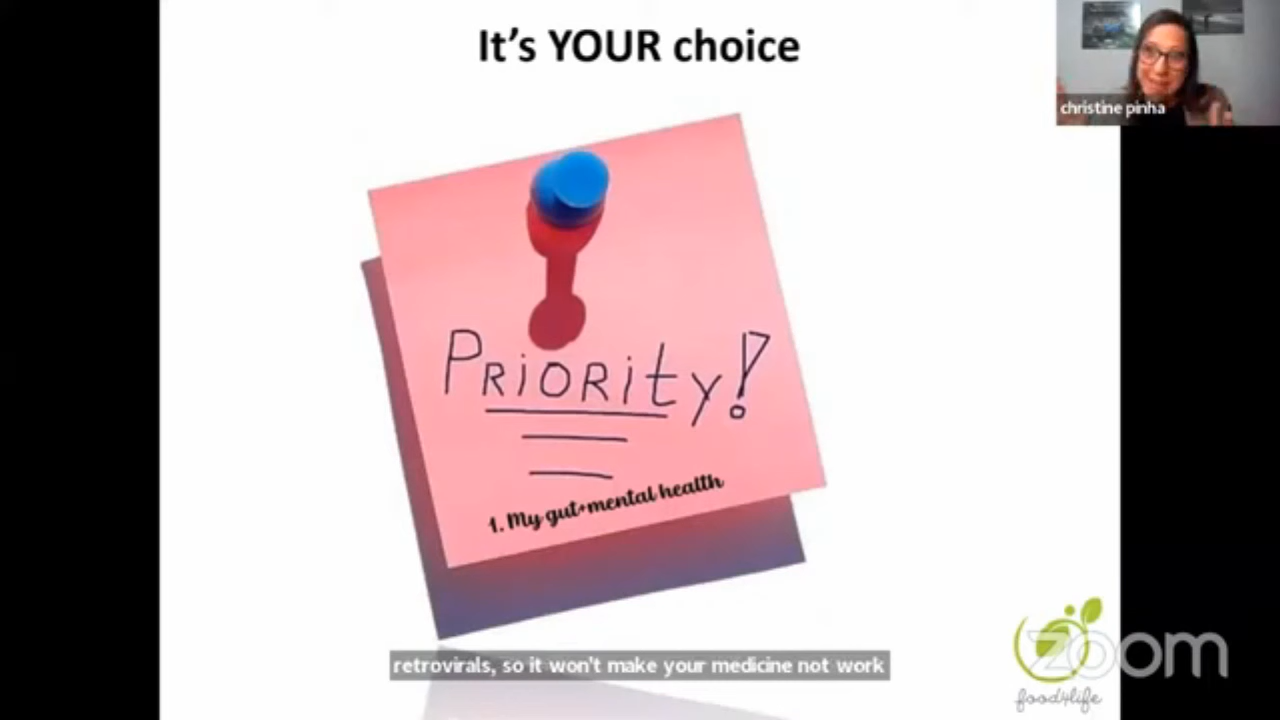 It's YOUR choice
christine pinha
PRiORity!
1. My gut+mental health
retrovirals, so it won't make your medicine not work
zoom
food4life